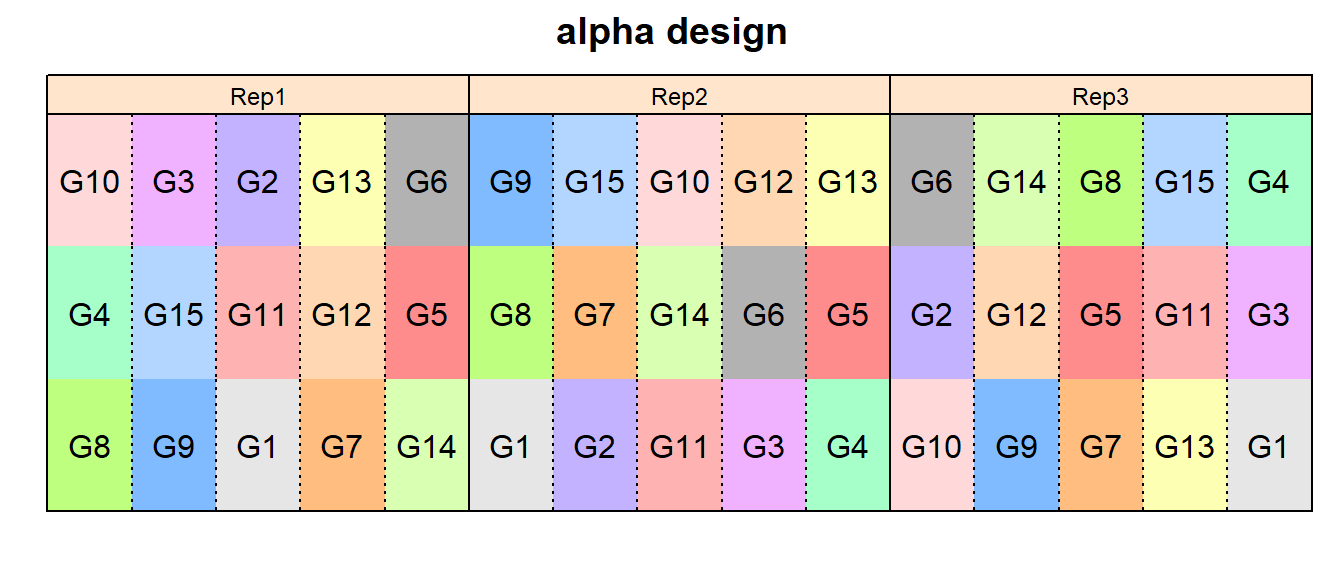 alpha design
Rep1 Rep2 Rep3
G10 G3 G2 G13 G6 G9 G15 G10 G12 G13 G6 G14 G8 G15 G4
G4 G15 G11 G12 G5 G8 G7 G14 G6 G5 G2 G12 G5 G11 G3
G8 G9 G1 G7 G14 G1 G2 G11 G3 G4 G10 G9 G7 G13 G1